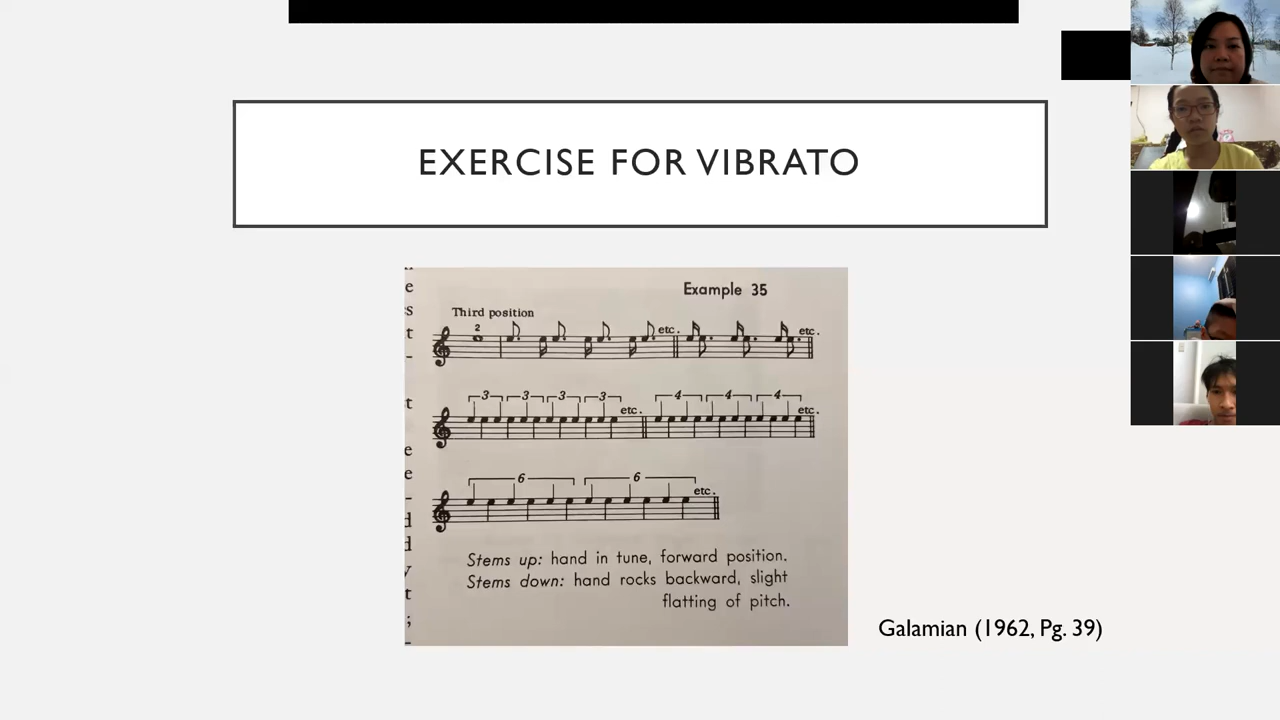 EXERCISE FOR VIBRATO
Example 35
Third position
2
etc.
etc.
3 3 3 3
etc.
4 4 4
etc.
6 6
etc.
Stems up: hand in tune, forward position.
Stems down: hand rocks backward, slight
flatting of pitch.
Galamian (1962, Pg. 39)